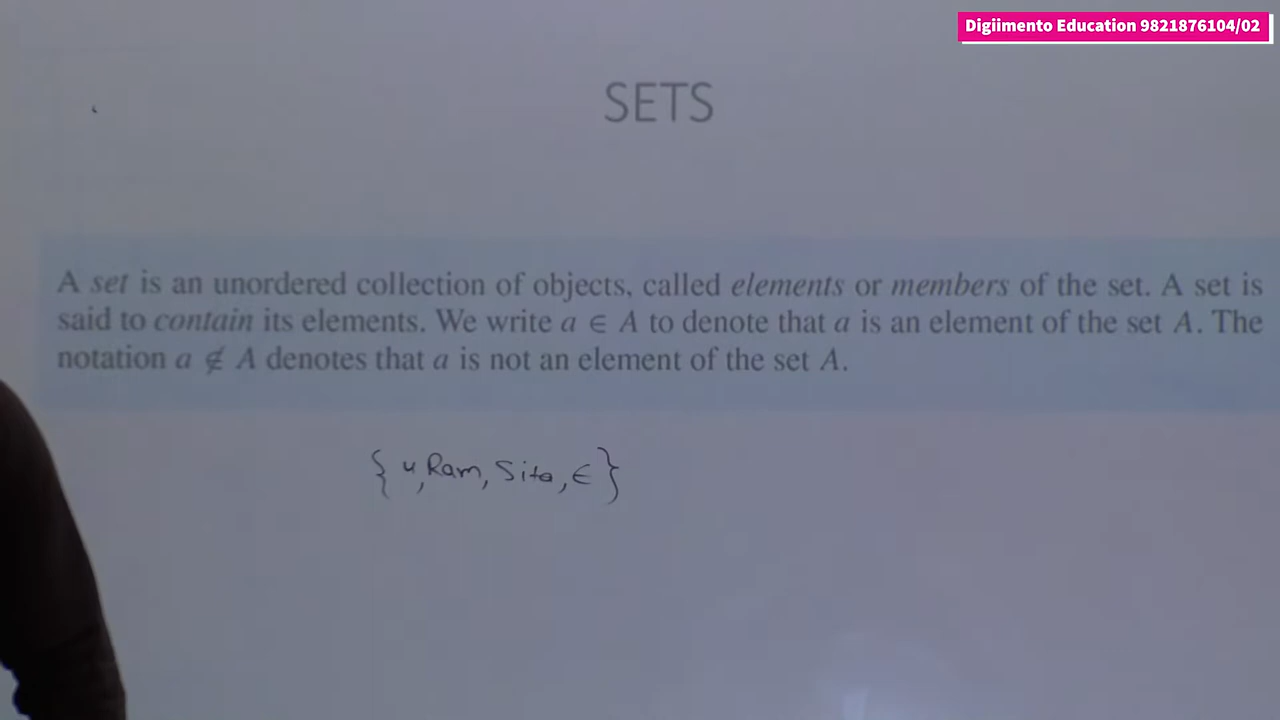 Digiimento Education 9821876104/02
SETS
A set is an unordered collection of objects, called elements or members of the set. A set is
said to contain its elements. We write a ∈ A to denote that a is an element of the set A. The
notation a ∉ A denotes that a is not an element of the set A.
{ 4, Ram, Sita, ∈ }